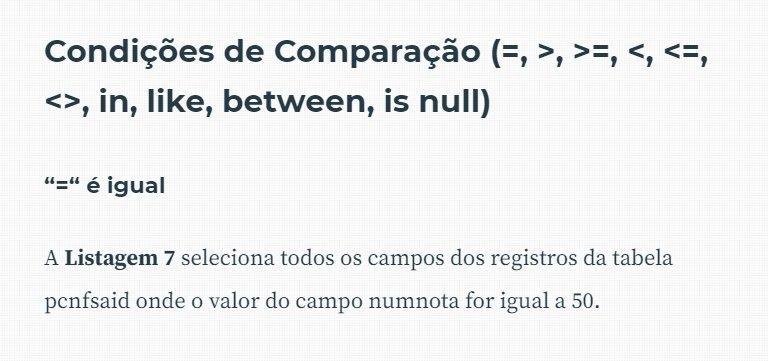 Condições de Comparação (=, >, >=, <, <=,
<>, in, like, between, is null)
“=“ é igual
A Listagem 7 seleciona todos os campos dos registros da tabela
pcnfsaid onde o valor do campo numnota for igual a 50.